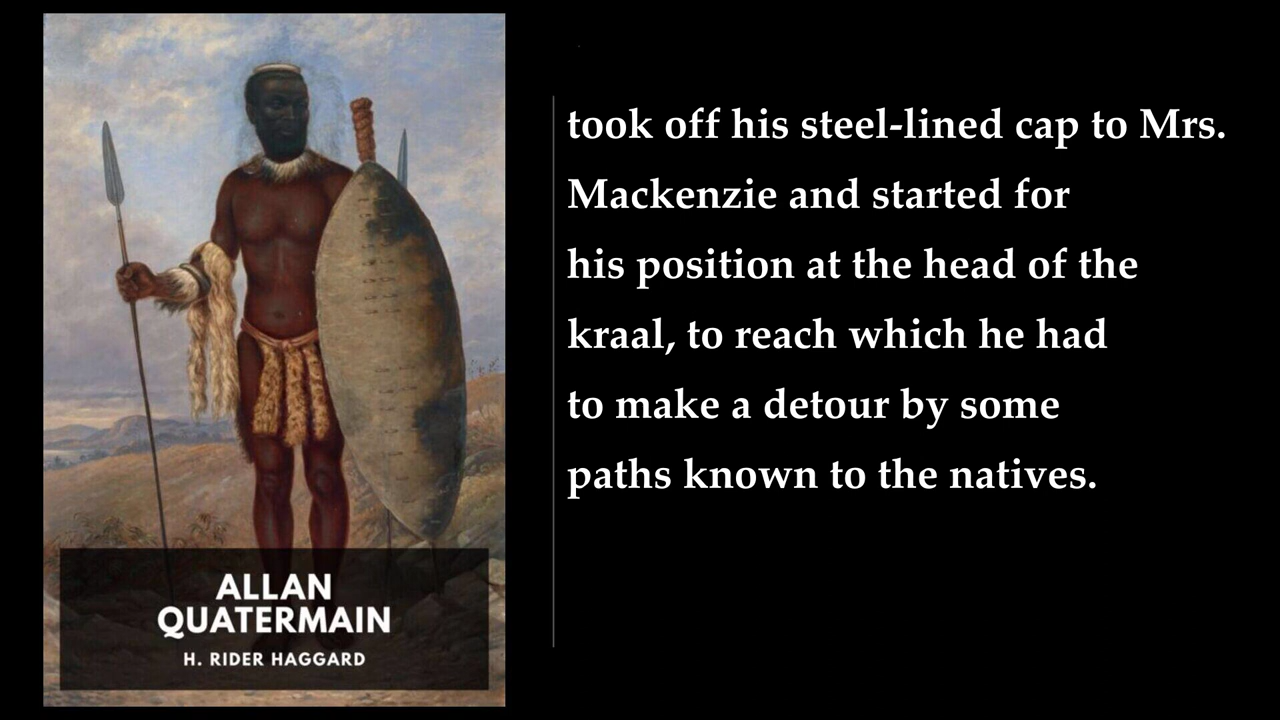 took off his steel-lined cap to Mrs.
Mackenzie and started for
his position at the head of the
kraal, to reach which he had
to make a detour by some
paths known to the natives.
ALLAN
QUATERMAIN
H. RIDER HAGGARD